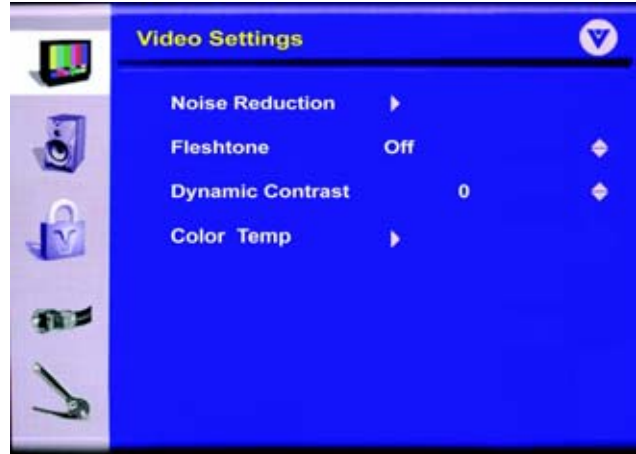 Video Settings
Noise Reduction
Fleshtone Off
Dynamic Contrast 0
Color Temp